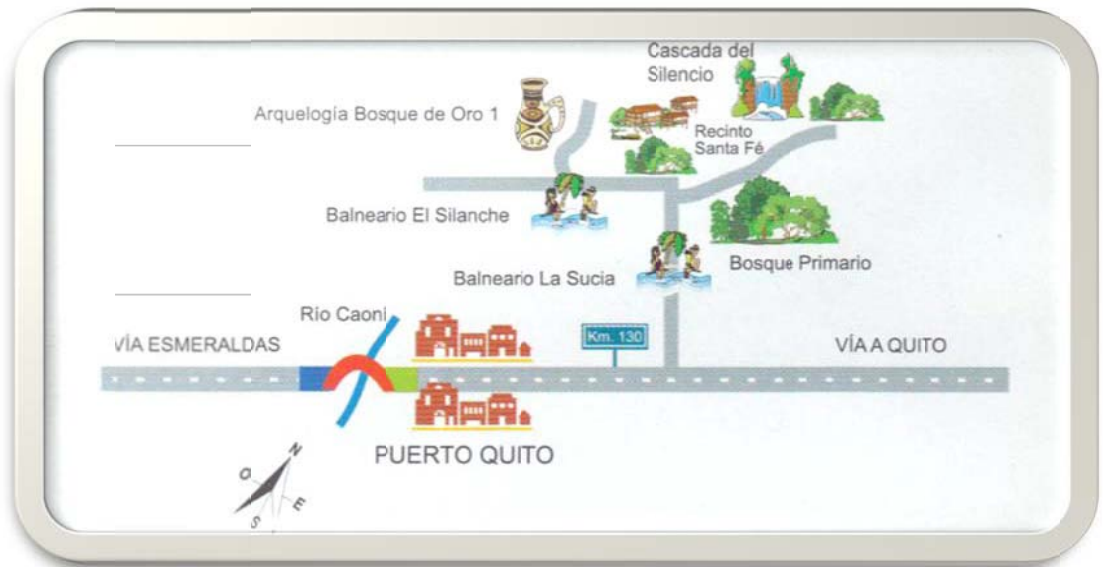 Cascada del
Silencio
Arquelogía Bosque de Oro 1
Recinto
Santa Fé
Balneario El Silanche
Bosque Primario
Balneario La Sucia
Río Caoni
VÍA ESMERALDAS
Km. 130
VÍA A QUITO
PUERTO QUITO
N
O
E
S